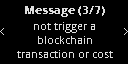 Message (3/7)
not trigger a
< blockchain >
transaction or cost